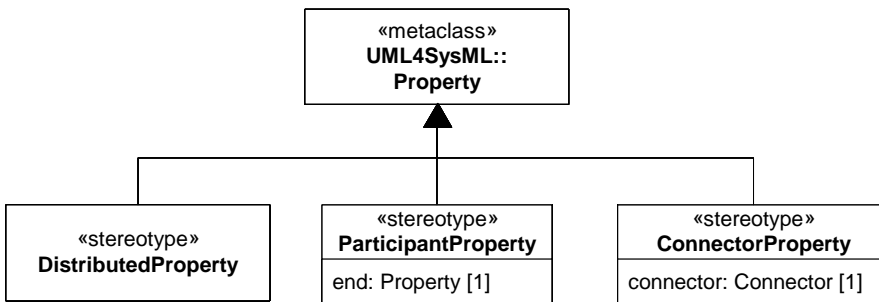 «metaclass»
UML4SysML::
Property
«stereotype»
DistributedProperty
«stereotype»
ParticipantProperty
end: Property [1]
«stereotype»
ConnectorProperty
connector: Connector [1]